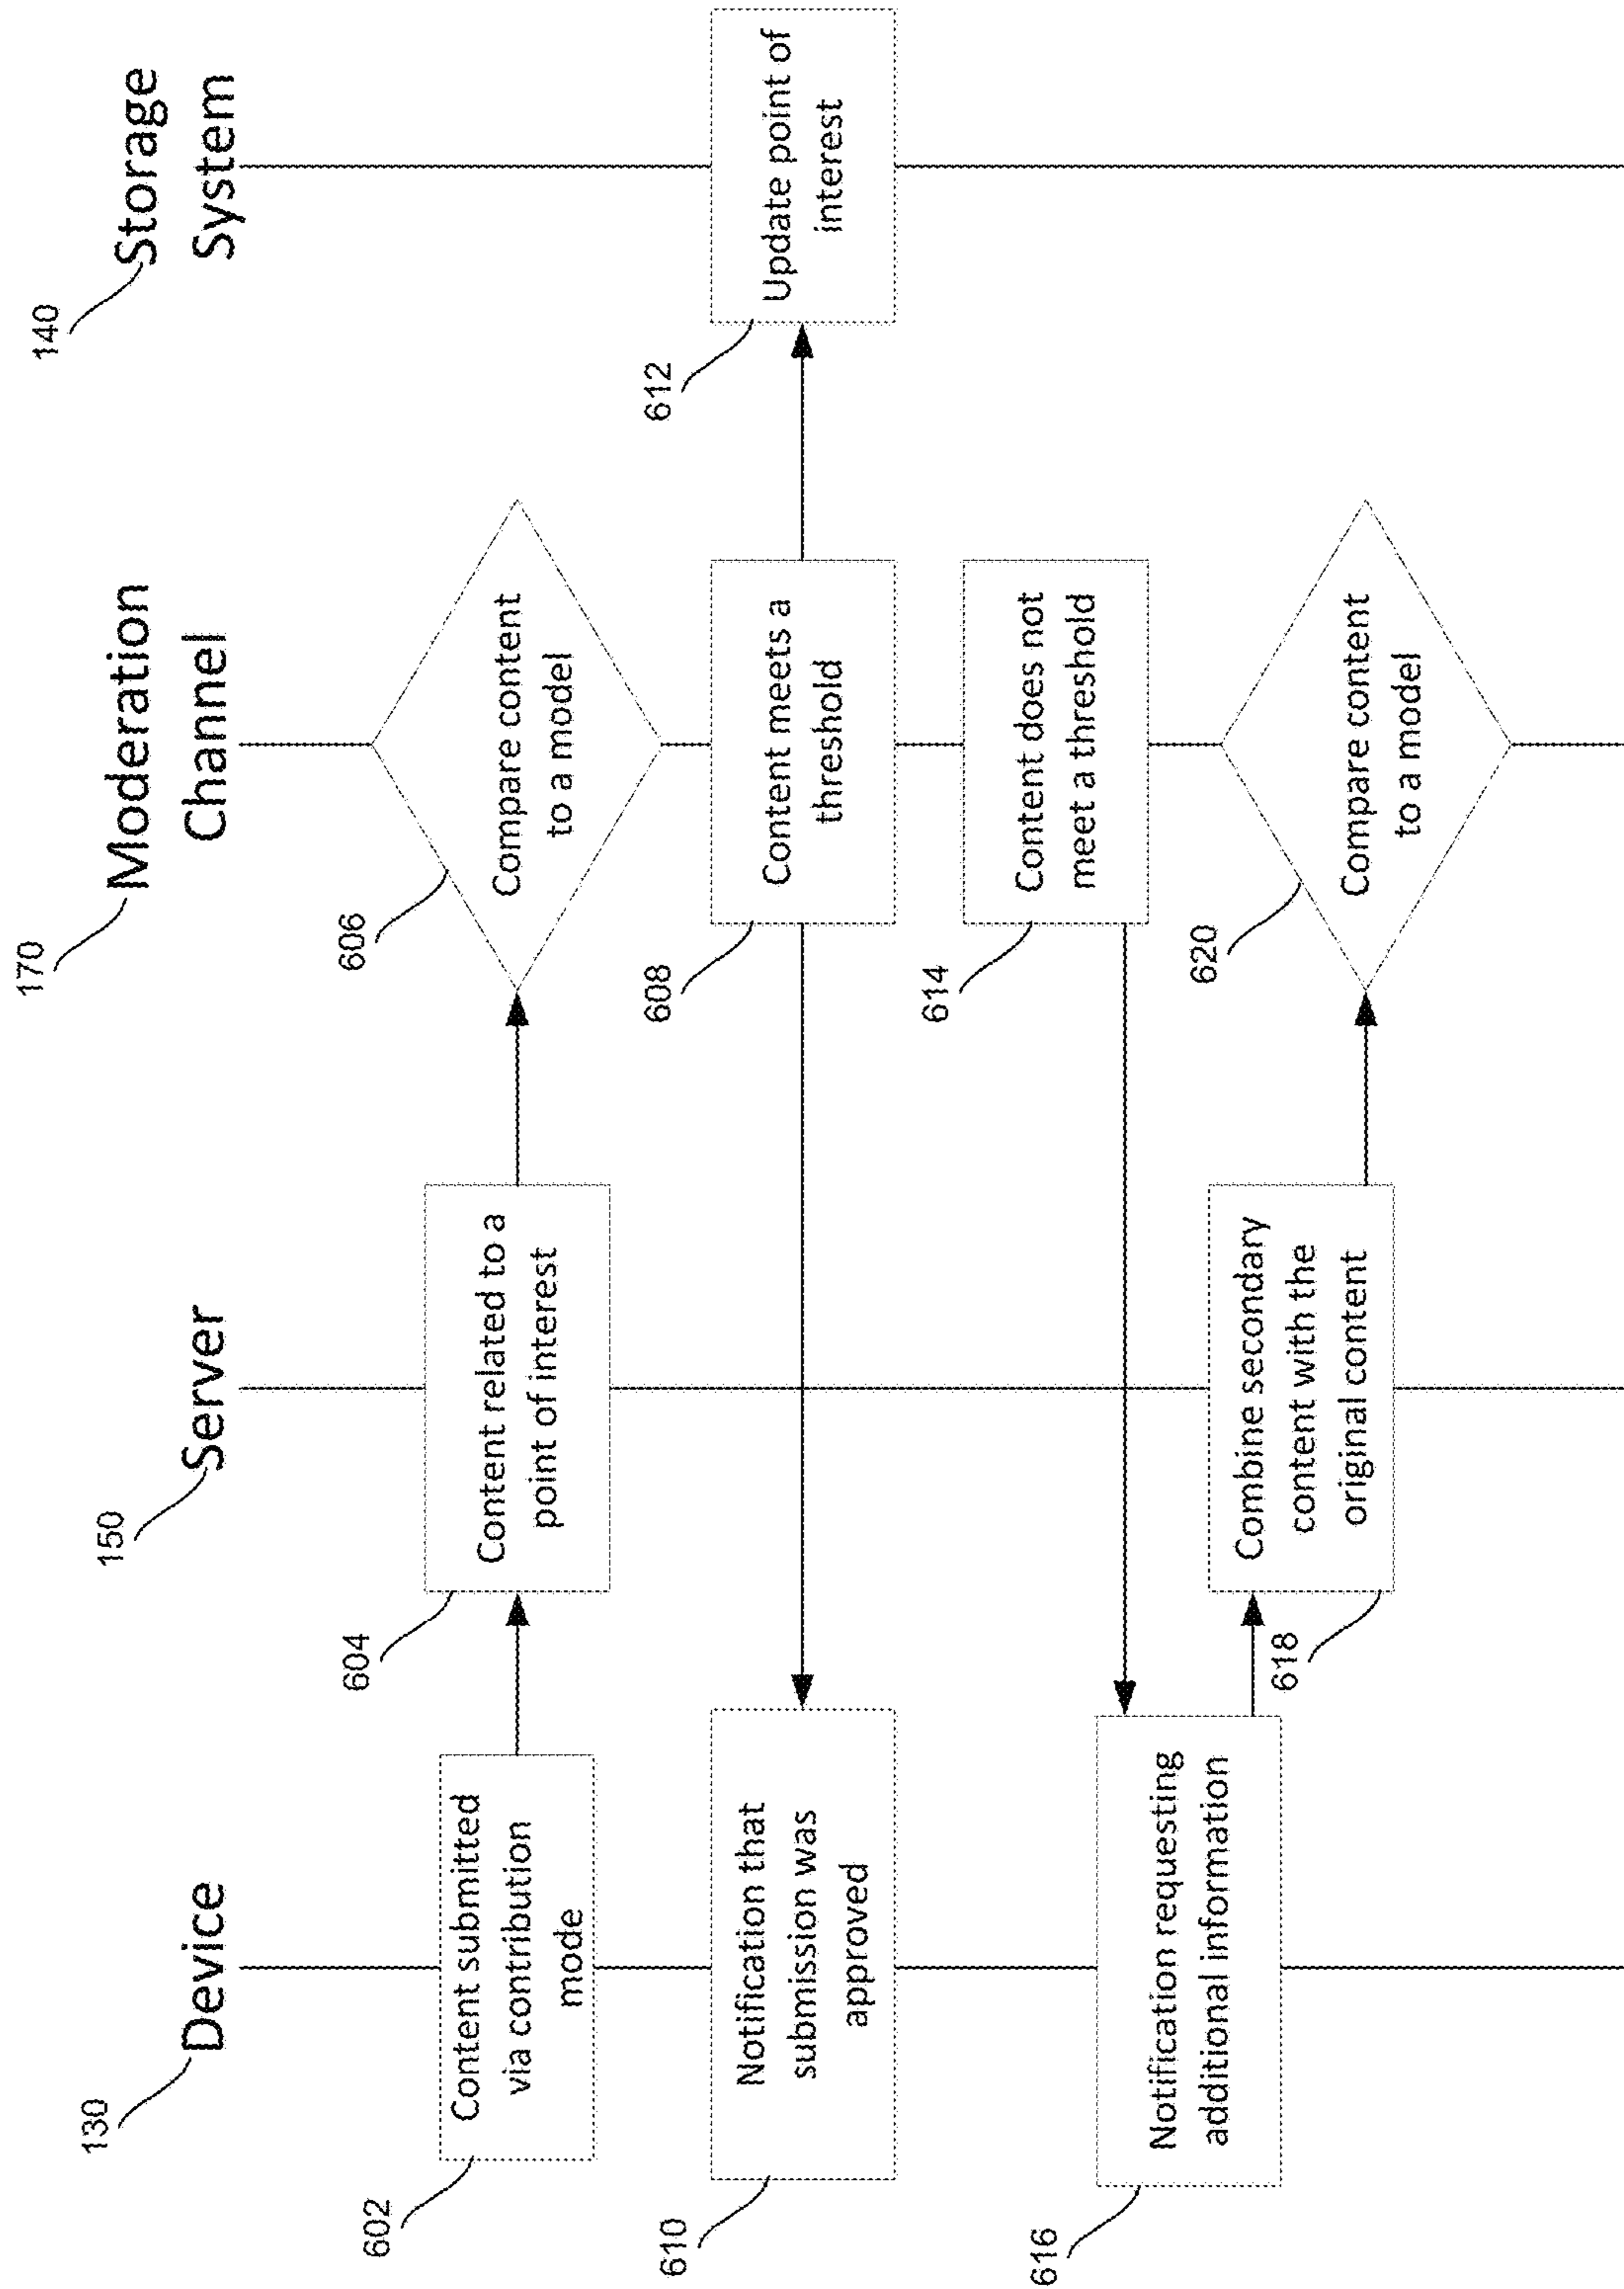 130
Device
150
Server
170
Moderation
Channel
140
Storage
System
602
Content submitted
via contribution
mode
604
Content related to a
point of interest
606
Compare content
to a model
610
Notification that
submission was
approved
608
Content meets a
threshold
612
Update point of
interest
614
Content does not
meet a threshold
616
Notification requesting
additional information
618
Combine secondary
content with the
original content
620
Compare content
to a model